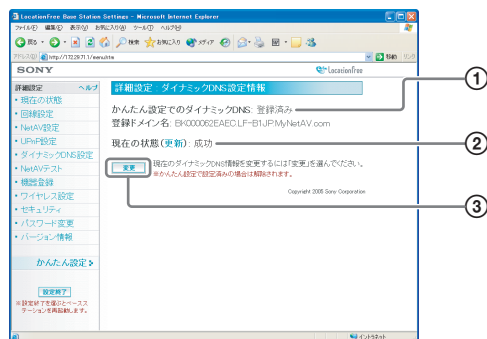 LocationFree Base Station Settings - Microsoft Internet Explorer
ファイル(F) 編集(E) 表示(V) お気に入り(A) ツール(T) ヘルプ(H)
戻る 検索 お気に入り メディア
アドレス(D) 移動 リンク
SONY LocationFree
詳細設定 ヘルプ
・現在の状態
・回線設定
・NetAV設定
・UPnP設定
・ダイナミックDNS設定
・NetAVテスト
・機器登録
・ワイヤレス設定
・セキュリティ
・パスワード変更
・バージョン情報
かんたん設定
設定終了
※設定終了を選ぶとベースステーションを再起動します。
詳細設定 : ダイナミックDNS設定情報
かんたん設定でのダイナミックDNS: 登録済み
登録ドメイン名: BK000062EAEC.LF-B1JP.MyNetAV.com
現在の状態(更新): 成功
変更 現在のダイナミックDNS情報を変更するには「変更」を選んでください。
※かんたん設定で設定済みの場合は解除されます。
Copyright 2005 Sony Corporation
インターネット
①
②
③